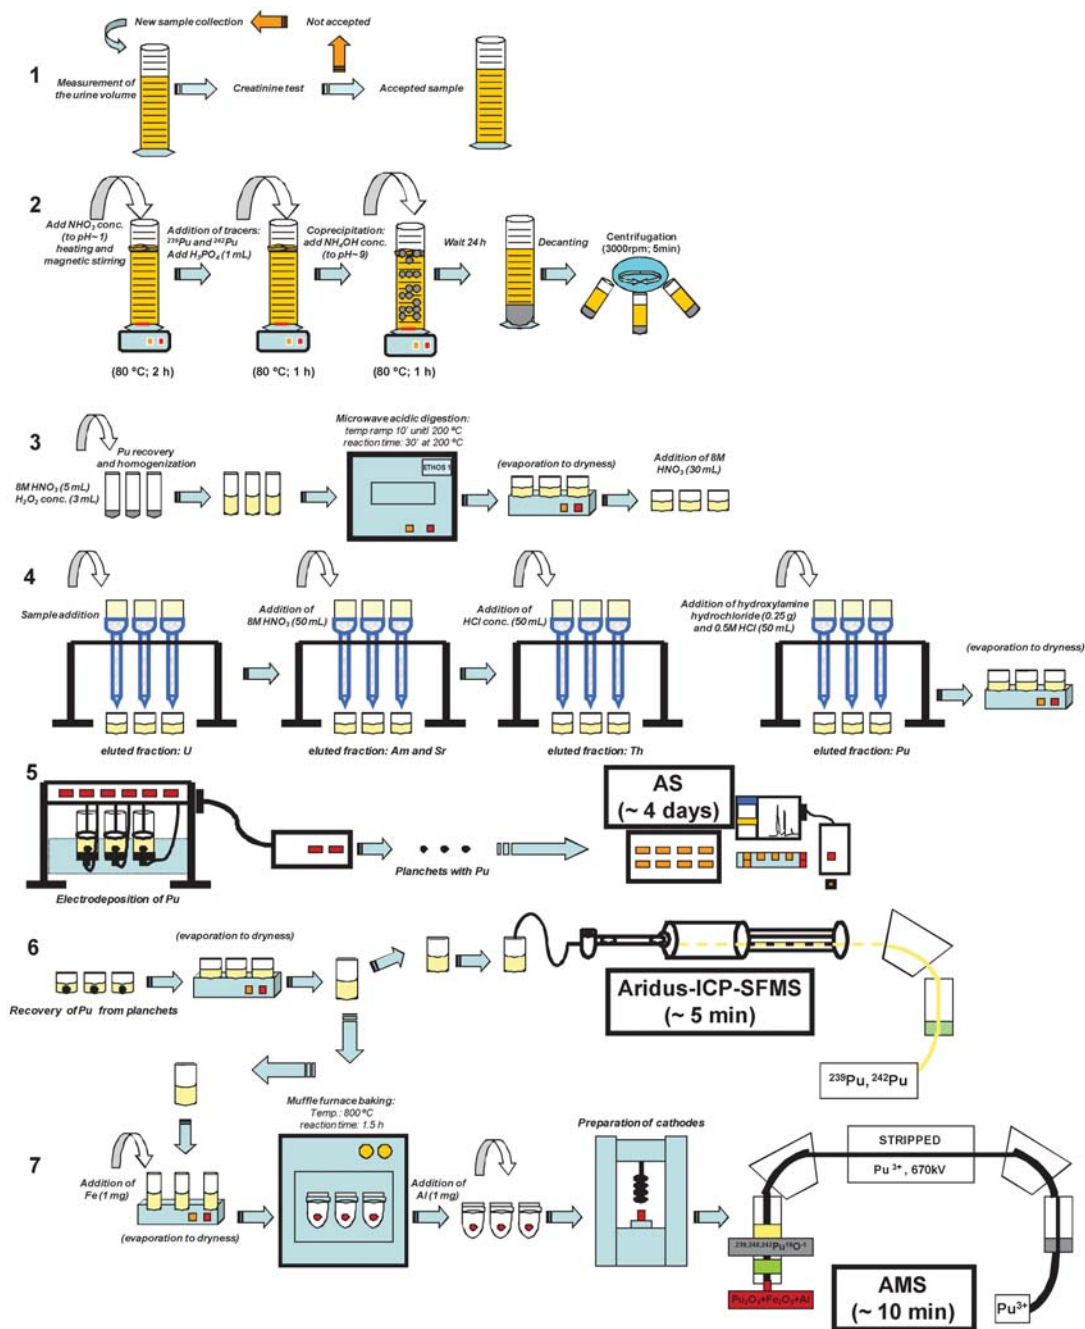 New sample collection
Not accepted
1
Measurement of
the urine volume
Creatinine test
Accepted sample
2
Add NHO₃ conc.
(to pH~ 1)
heating and
magnetic stirring
Addition of tracers:
²³⁹Pu and ²⁴²Pu
Add H₃PO₄ (1 mL)
Coprecipitation:
add NH₄OH conc.
(to pH~ 9)
Wait 24 h
Decanting
Centrifugation
(3000rpm; 5min)
(80 ºC; 2 h)
(80 ºC; 1 h)
(80 ºC; 1 h)
3
Pu recovery
and homogenization
8M HNO₃ (5 mL)
H₂O₂ conc. (3 mL)
Microwave acidic digestion:
temp ramp 10' until 200 ºC
reaction time: 30' at 200 ºC
ETHOS 1
(evaporation to dryness)
Addition of 8M
HNO₃ (30 mL)
4
Sample addition
Addition of
8M HNO₃ (50 mL)
Addition of
HCl conc. (50 mL)
Addition of hydroxylamine
hydrochloride (0.25 g)
and 0.5M HCl (50 mL)
(evaporation to dryness)
eluted fraction: U
eluted fraction: Am and Sr
eluted fraction: Th
eluted fraction: Pu
5
Electrodeposition of Pu
Planchets with Pu
AS
(~ 4 days)
6
(evaporation to dryness)
Recovery of Pu from planchets
Aridus-ICP-SFMS
(~ 5 min)
²³⁹Pu, ²⁴²Pu
7
Addition of
Fe (1 mg)
(evaporation to dryness)
Muffle furnace baking:
Temp.: 800 ºC
reaction time: 1.5 h
Addition of
Al (1 mg)
Preparation of cathodes
STRIPPED
Pu ³⁺ , 670kV
Pu₂O₃+Fe₂O₃+Al
AMS
(~ 10 min)
Pu³⁺